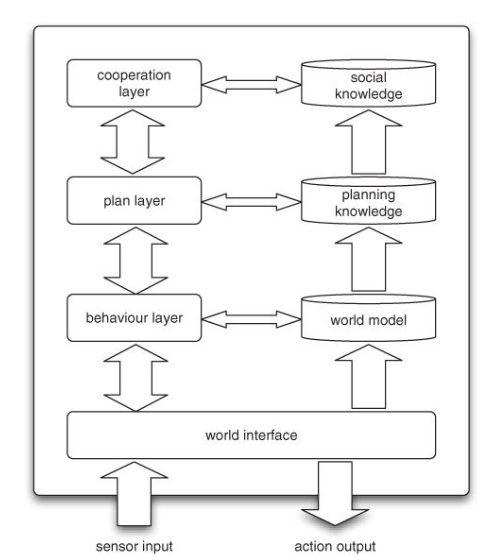 cooperation
layer
social
knowledge
plan layer
planning
knowledge
behaviour layer
world model
world interface
sensor input
action output